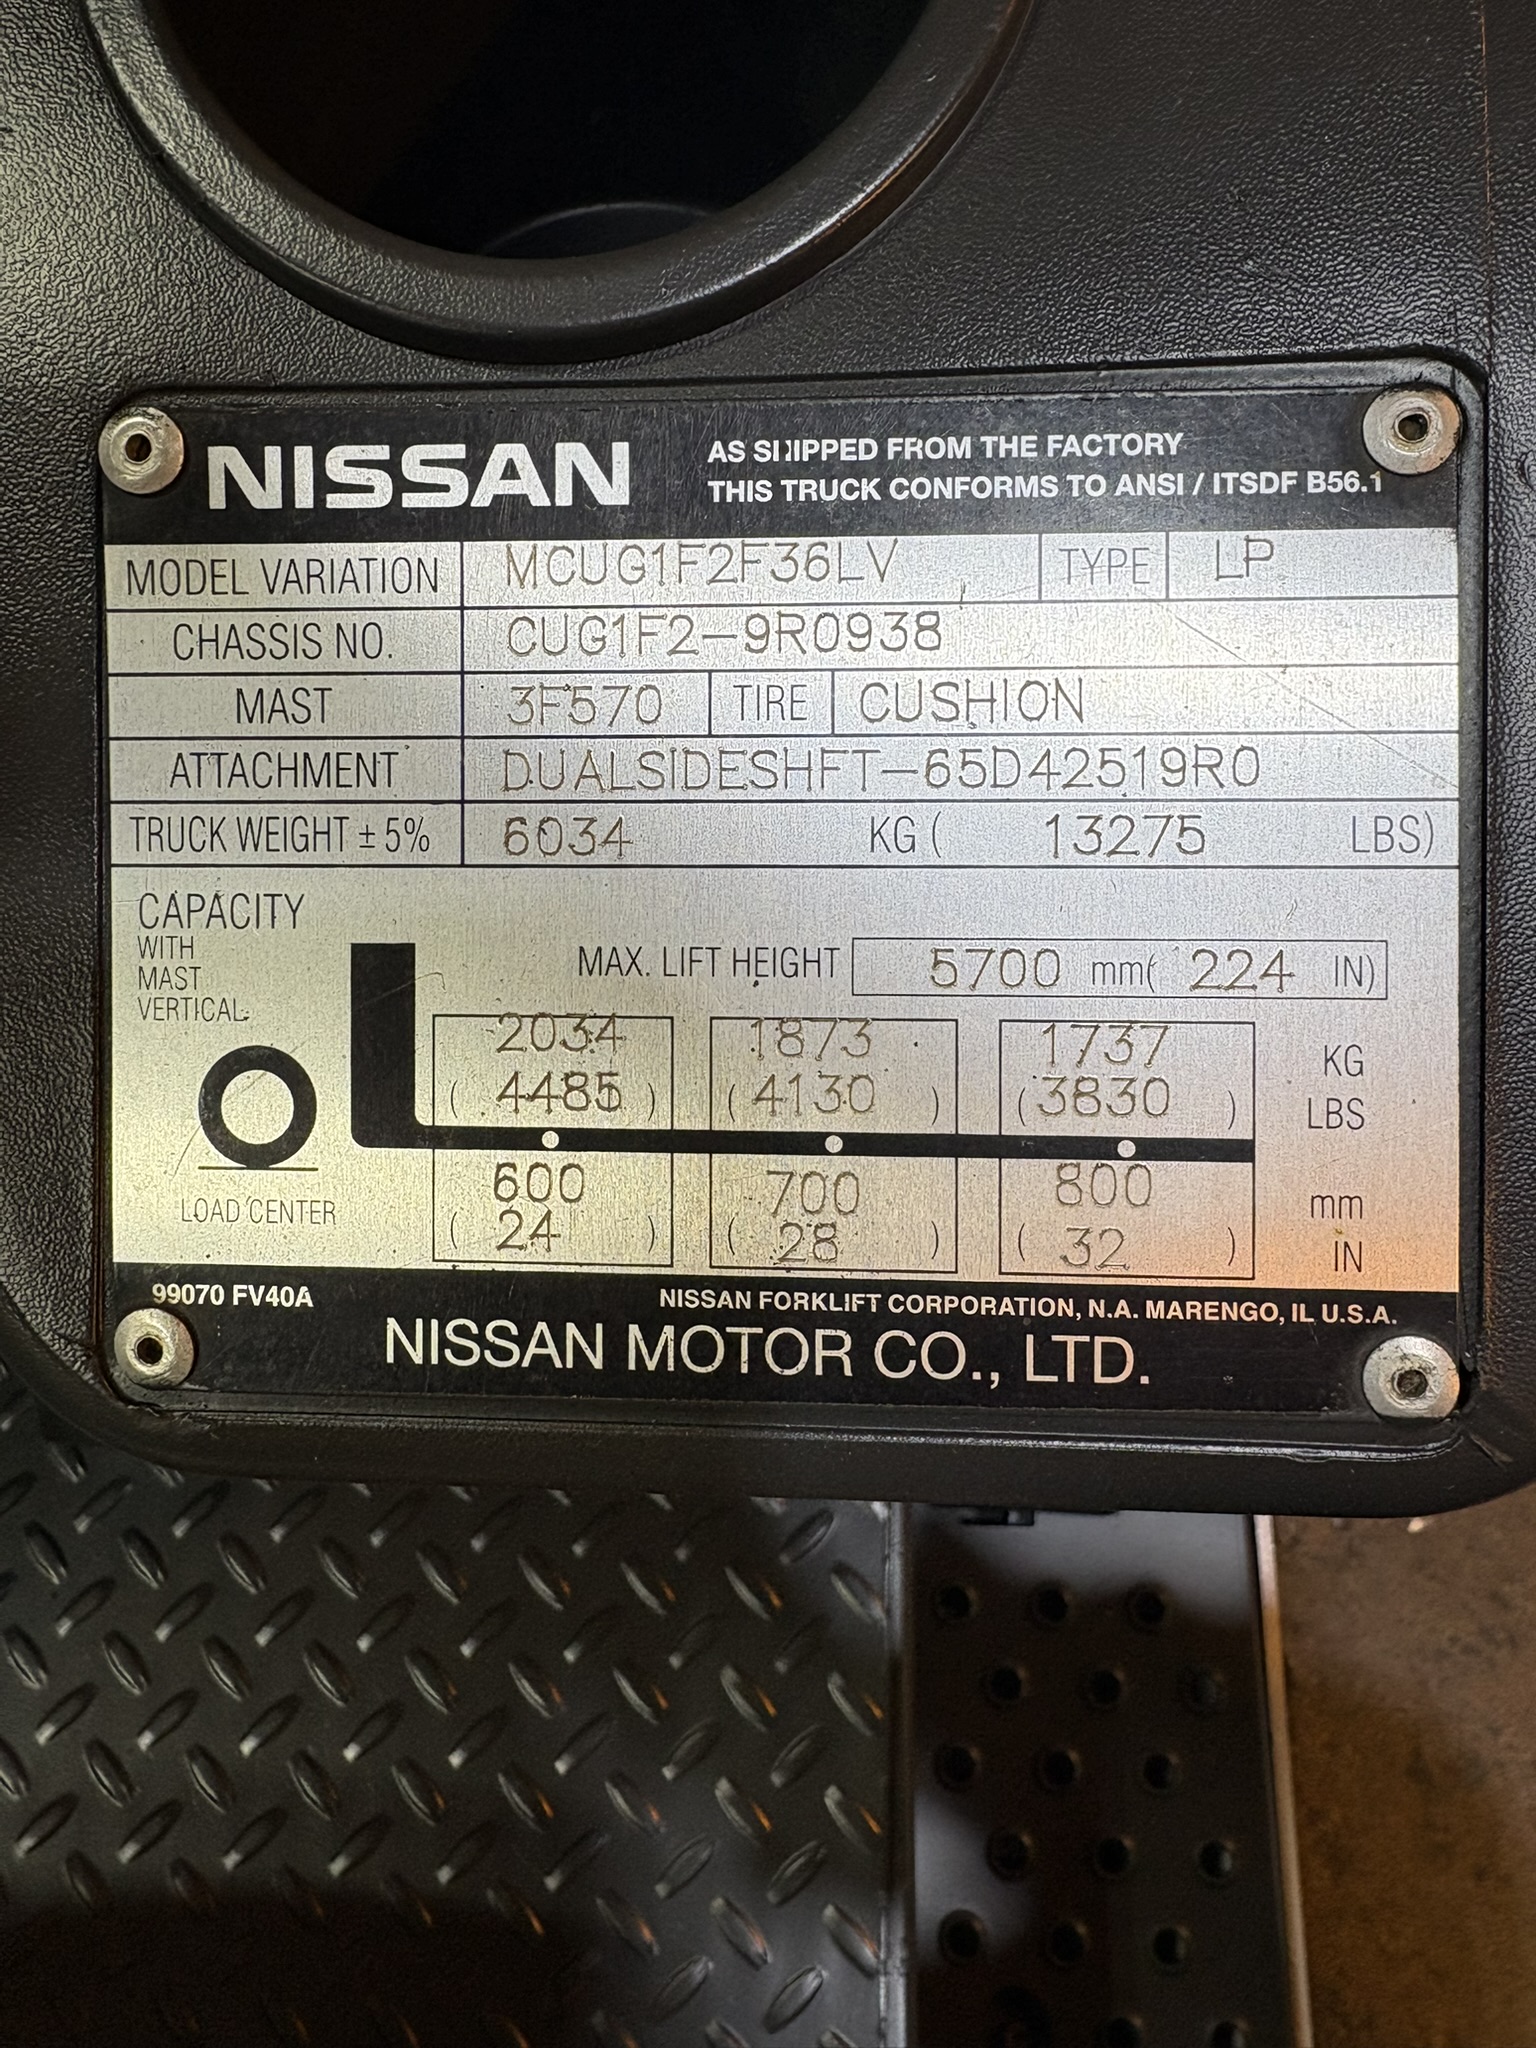 NISSAN
AS SHIPPED FROM THE FACTORY
THIS TRUCK CONFORMS TO ANSI / ITSDF B56.1
MODEL VARIATION MCUG1F2F36LV TYPE LP
CHASSIS NO. CUG1F2-9R0938
MAST 3F570 TIRE CUSHION
ATTACHMENT DUALSIDESHFT-65D42519R0
TRUCK WEIGHT ± 5% 6034 KG ( 13275 LBS)
CAPACITY
WITH
MAST
VERTICAL
MAX. LIFT HEIGHT 5700 mm( 224 IN)
2034 1873 1737 KG
( 4485 ) ( 4130 ) ( 3830 ) LBS
LOAD CENTER
600 700 800 mm
( 24 ) ( 28 ) ( 32 ) IN
99070 FV40A
NISSAN FORKLIFT CORPORATION, N.A. MARENGO, IL U.S.A.
NISSAN MOTOR CO., LTD.